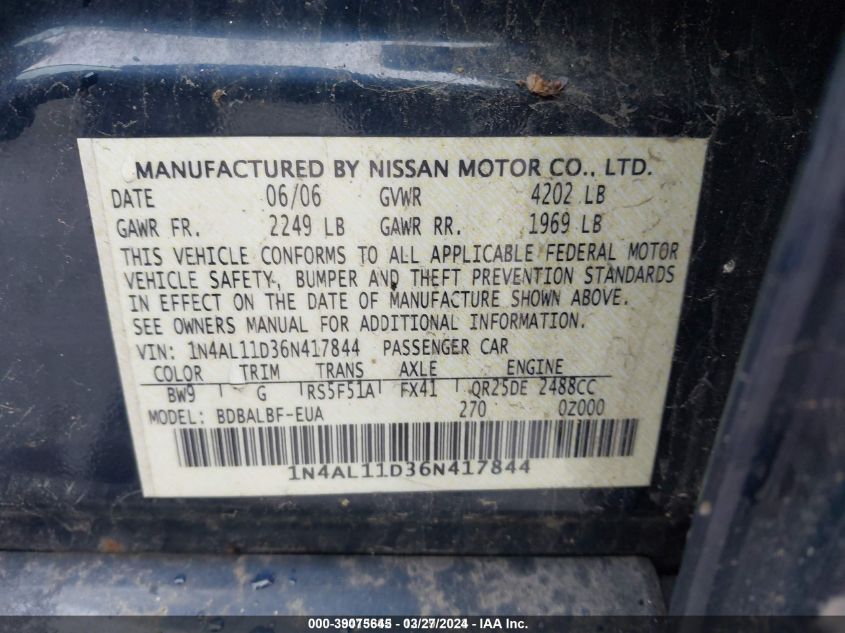 MANUFACTURED BY NISSAN MOTOR CO., LTD.
DATE 06/06 GVWR 4202 LB
GAWR FR. 2249 LB GAWR RR. 1969 LB
THIS VEHICLE CONFORMS TO ALL APPLICABLE FEDERAL MOTOR
VEHICLE SAFETY, BUMPER AND THEFT PREVENTION STANDARDS
IN EFFECT ON THE DATE OF MANUFACTURE SHOWN ABOVE.
SEE OWNERS MANUAL FOR ADDITIONAL INFORMATION.
VIN: 1N4AL11D36N417844 PASSENGER CAR
COLOR TRIM TRANS AXLE ENGINE
BW9 G RS5F51A FX41 QR25DE 2488CC
MODEL: BDBALBF-EUA 270 0Z000
1N4AL11D36N417844
000-39075645 - 03/27/2024 - IAA Inc.